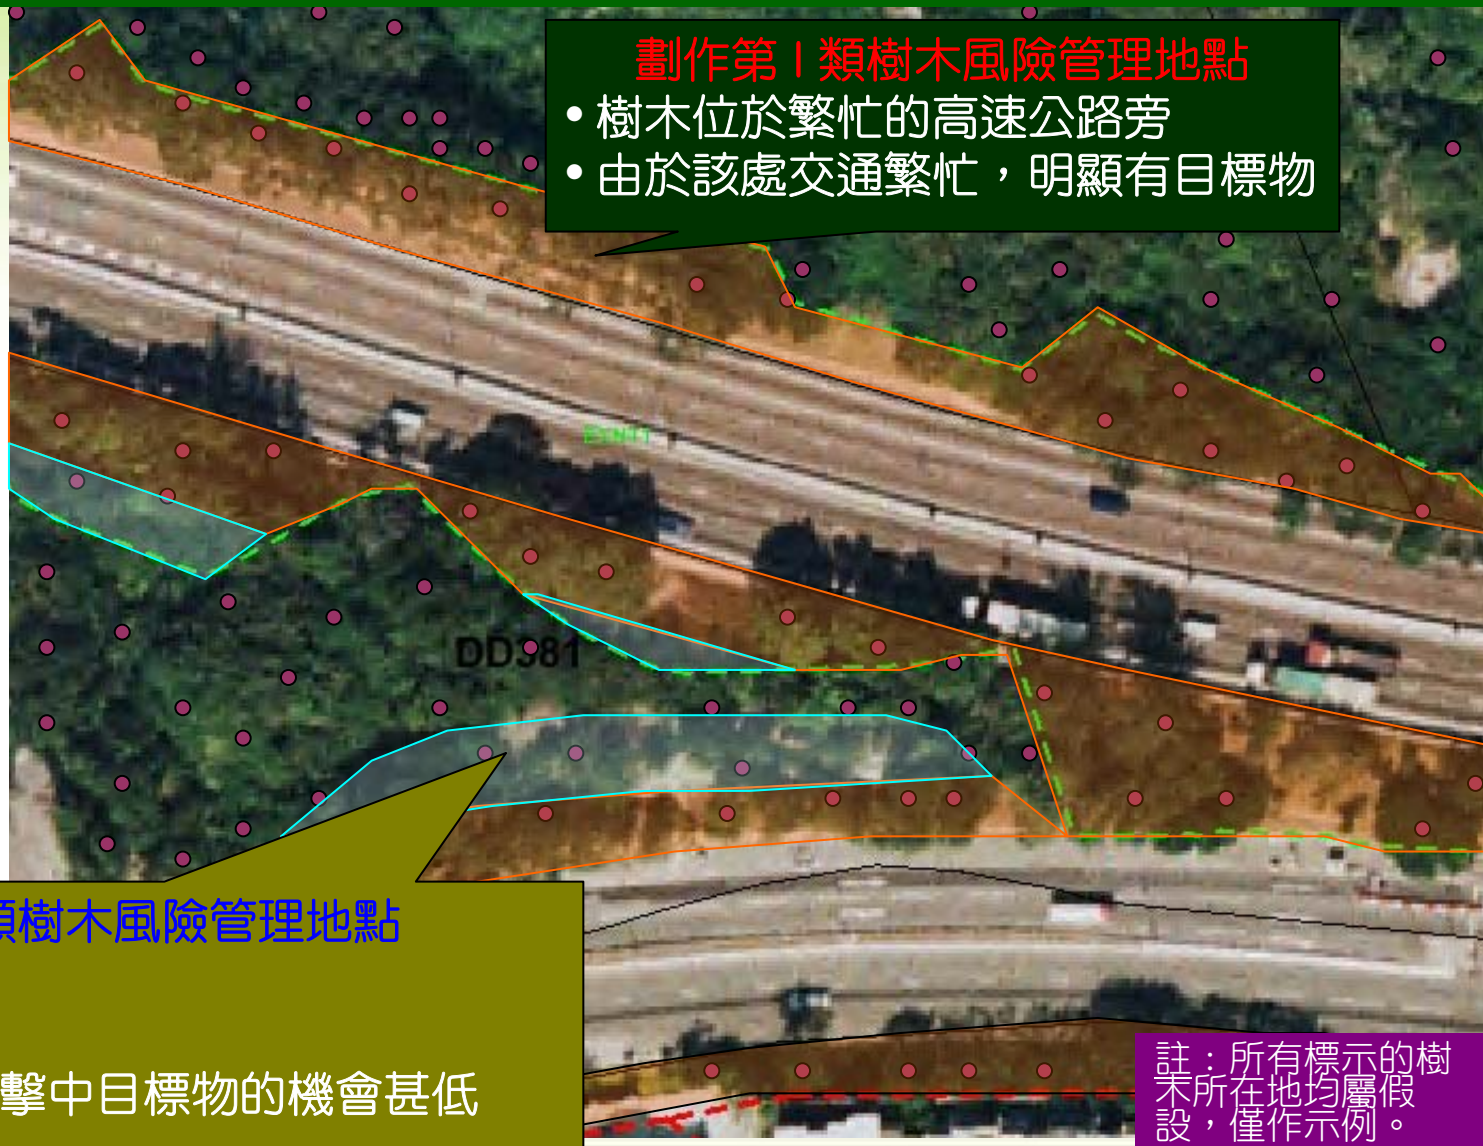 劃作第 I 類樹木風險管理地點
• 樹木位於繁忙的高速公路旁
• 由於該處交通繁忙，明顯有目標物
DD381
類樹木風險管理地點
擊中目標物的機會甚低
註：所有標示的樹
木所在地均屬假
設，僅作示例。